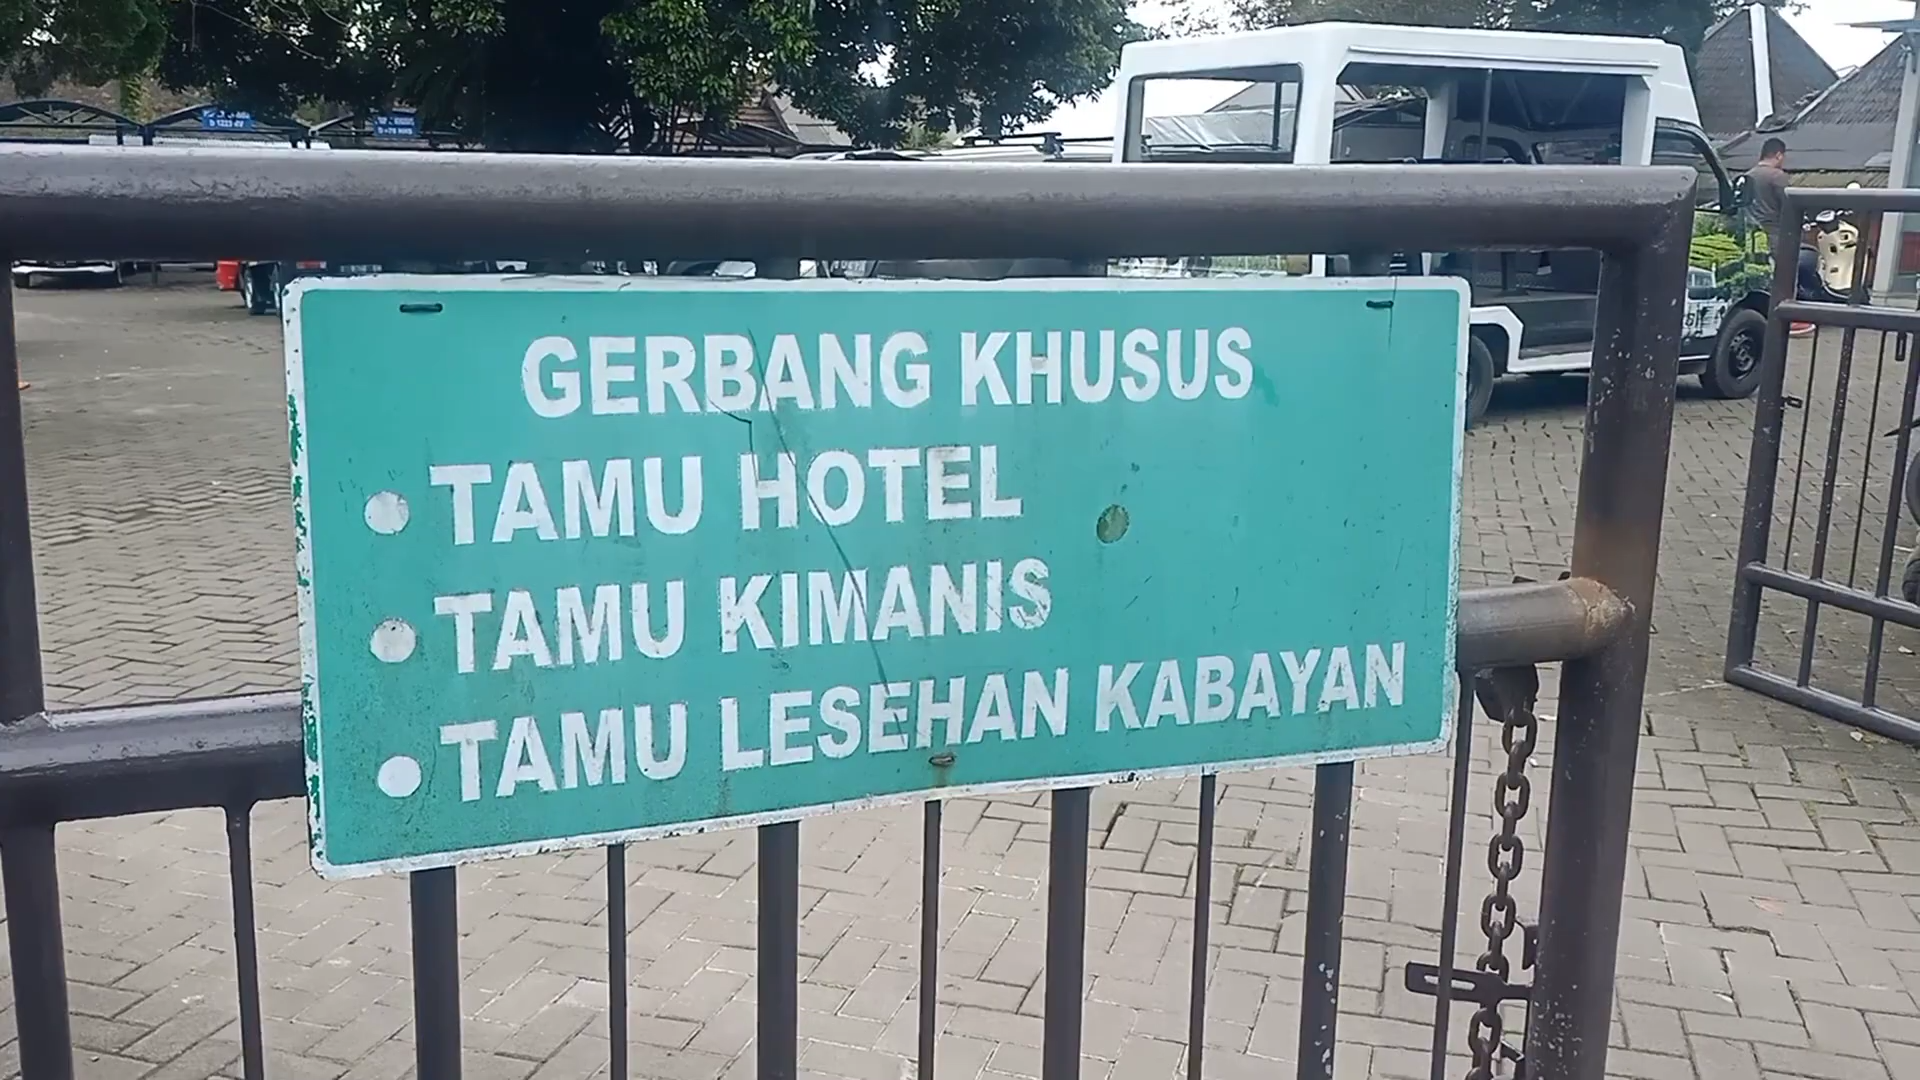 GERBANG KHUSUS
• TAMU HOTEL
• TAMU KIMANIS
• TAMU LESEHAN KABAYAN